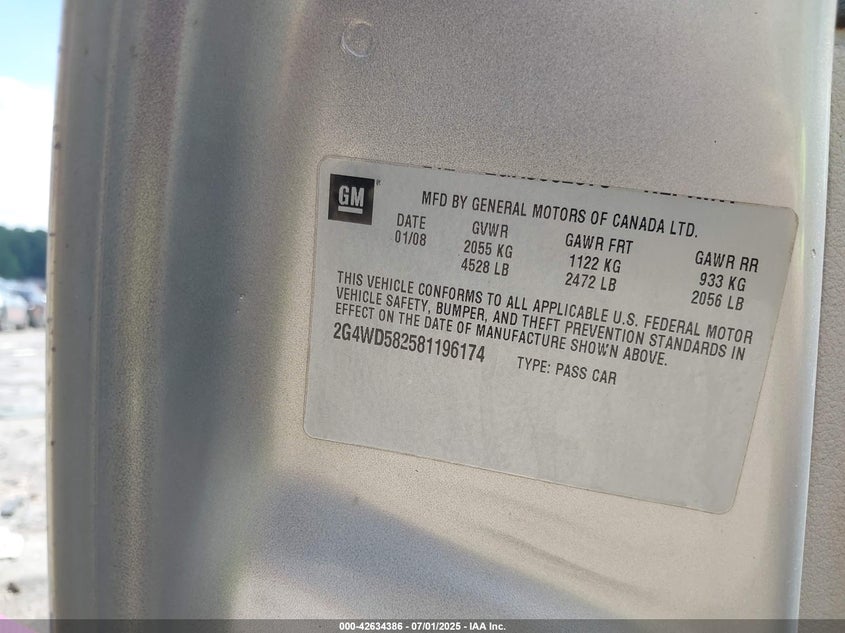 GM
MFD BY GENERAL MOTORS OF CANADA LTD.
DATE GVWR GAWR FRT GAWR RR
01/08 2055 KG 1122 KG 933 KG
4528 LB 2472 LB 2056 LB
THIS VEHICLE CONFORMS TO ALL APPLICABLE U.S. FEDERAL MOTOR
VEHICLE SAFETY, BUMPER, AND THEFT PREVENTION STANDARDS IN
EFFECT ON THE DATE OF MANUFACTURE SHOWN ABOVE.
2G4WD582581196174 TYPE: PASS CAR
000-42634386 - 07/01/2025 - IAA Inc.